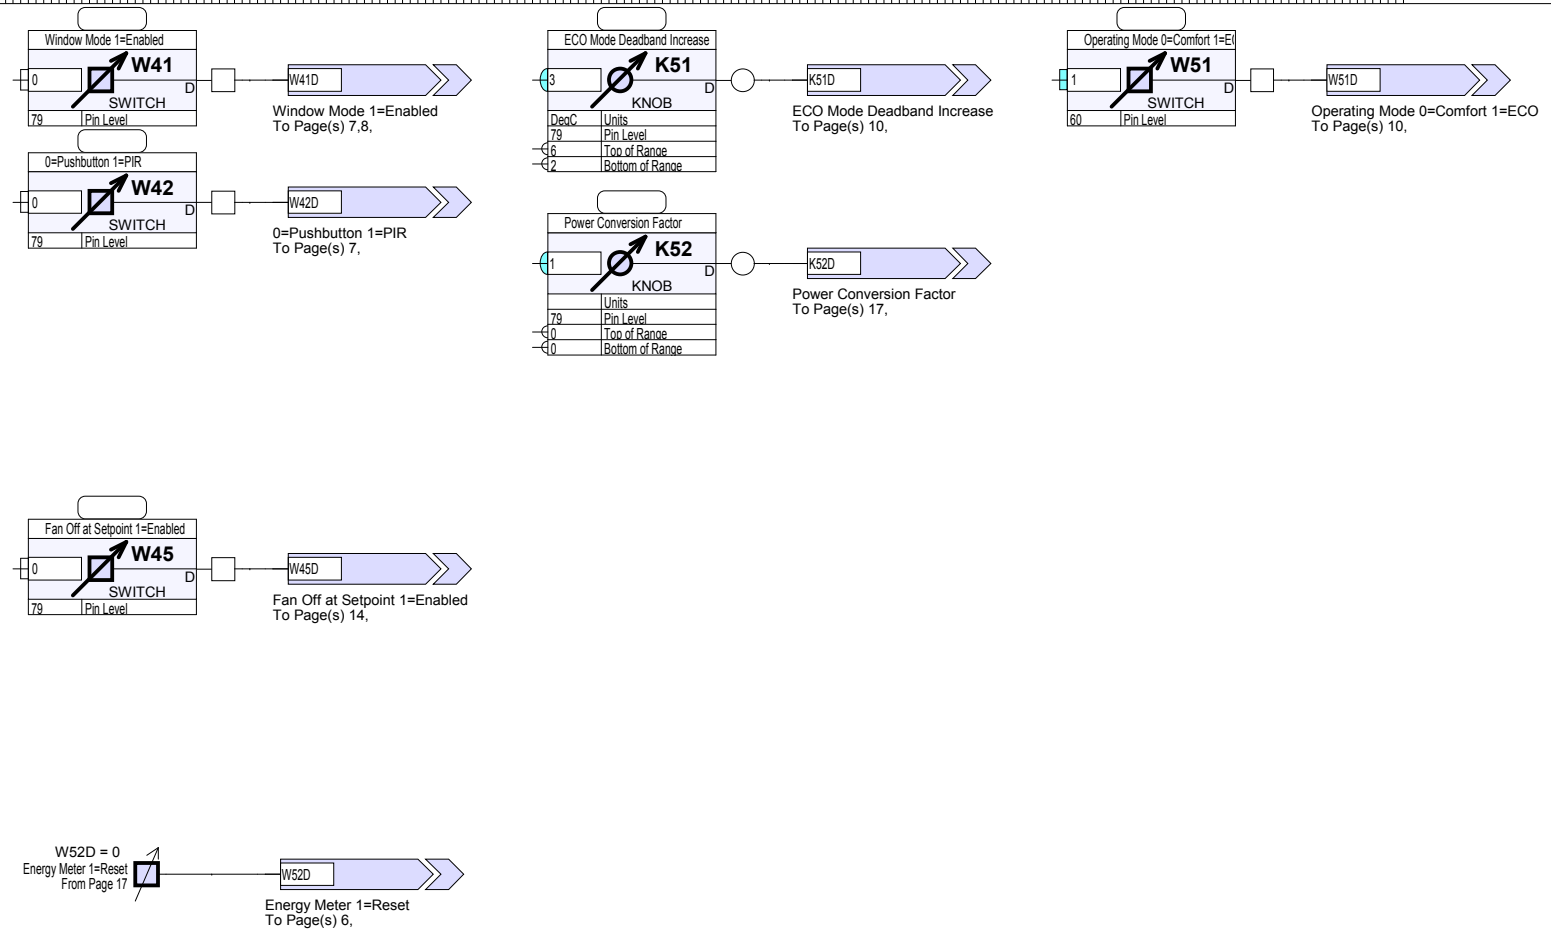 Window Mode 1=Enabled
0
W41
D
SWITCH
79 Pin Level
W41D
Window Mode 1=Enabled
To Page(s) 7,8,
0=Pushbutton 1=PIR
0
W42
D
SWITCH
79 Pin Level
W42D
0=Pushbutton 1=PIR
To Page(s) 7,
ECO Mode Deadband Increase
3
K51
D
KNOB
DegC Units
79 Pin Level
6 Top of Range
2 Bottom of Range
K51D
ECO Mode Deadband Increase
To Page(s) 10,
Power Conversion Factor
1
K52
D
KNOB
Units
79 Pin Level
0 Top of Range
0 Bottom of Range
K52D
Power Conversion Factor
To Page(s) 17,
Operating Mode 0=Comfort 1=E(
1
W51
D
SWITCH
60 Pin Level
W51D
Operating Mode 0=Comfort 1=ECO
To Page(s) 10,
Fan Off at Setpoint 1=Enabled
0
W45
D
SWITCH
79 Pin Level
W45D
Fan Off at Setpoint 1=Enabled
To Page(s) 14,
W52D = 0
Energy Meter 1=Reset
From Page 17
W52D
Energy Meter 1=Reset
To Page(s) 6,